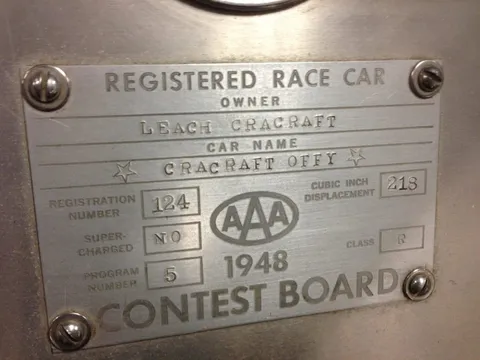 REGISTERED RACE CAR
OWNER
LEACH CRACRAFT
CAR NAME
☆ CRACRAFT OFFY ☆
REGISTRATION NUMBER 124
CUBIC INCH DISPLACEMENT 218
AAA
SUPER-CHARGED NO
1948
CLASS R
PROGRAM NUMBER 5
CONTEST BOARD